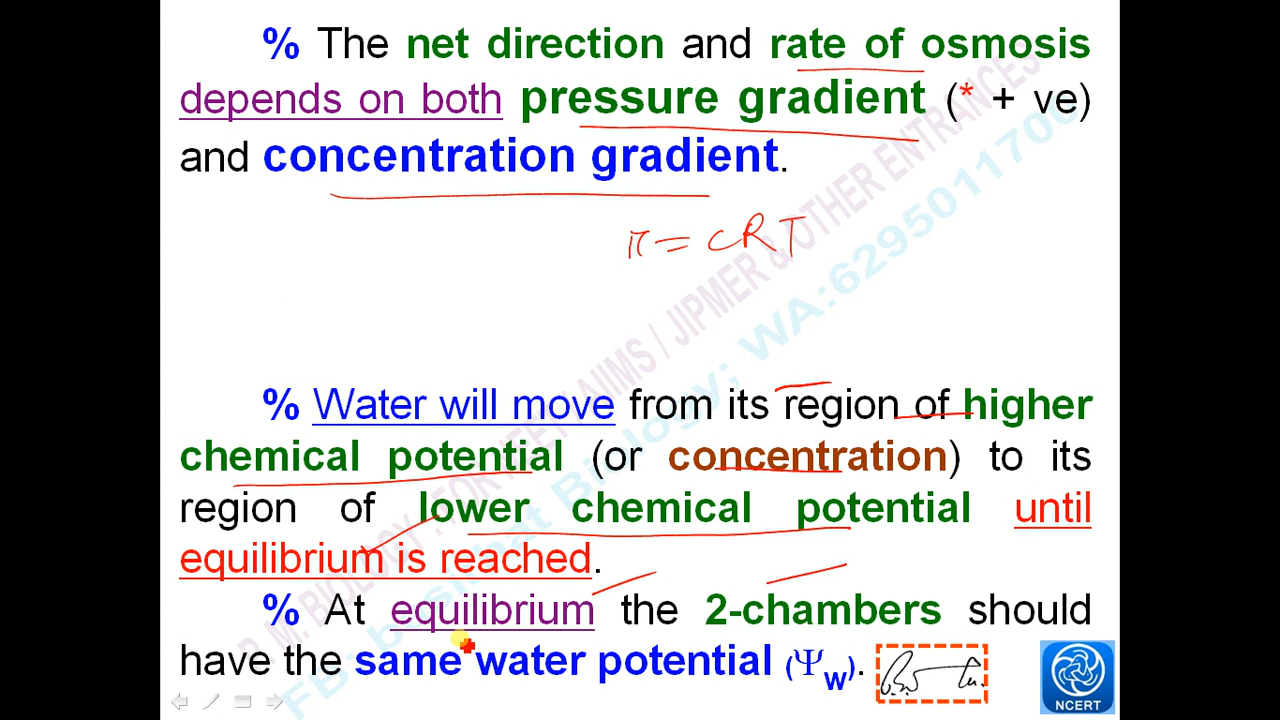 % The net direction and rate of osmosis
depends on both pressure gradient (* + ve)
and concentration gradient.
π = cRT
% Water will move from its region of higher
chemical potential (or concentration) to its
region of lower chemical potential until
equilibrium is reached.
% At equilibrium the 2-chambers should
have the same water potential (Ψw).
NCERT